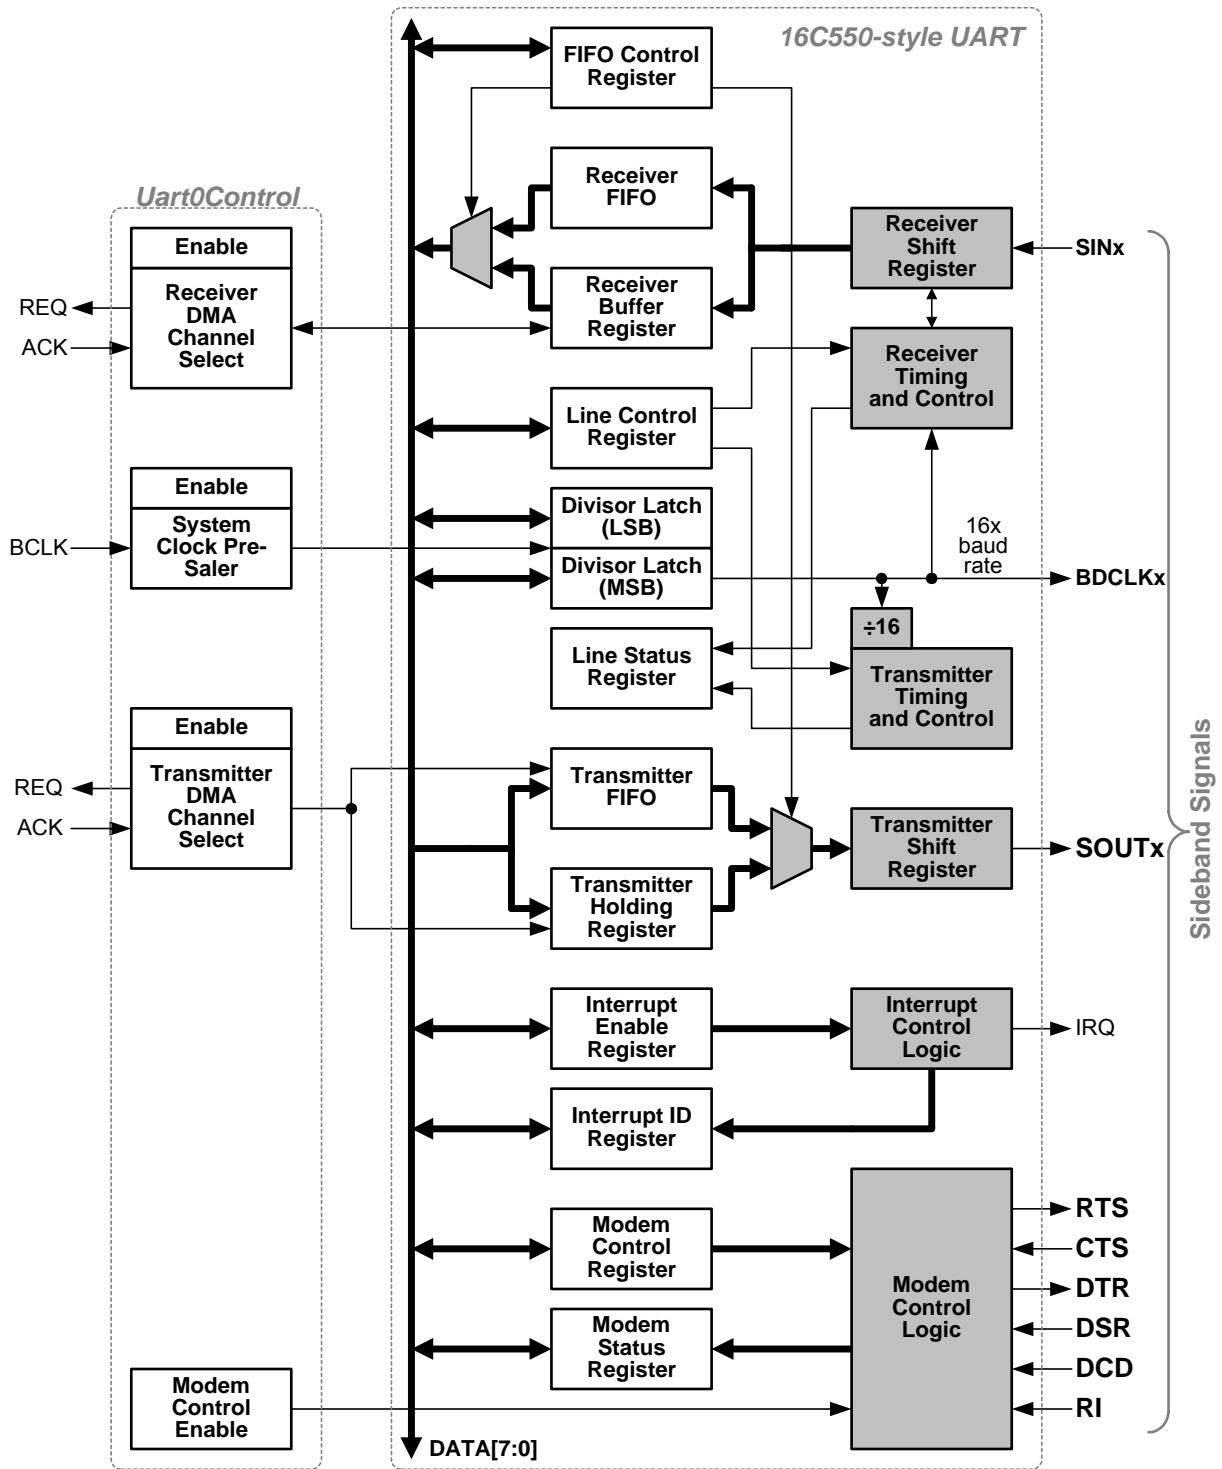 16C550-style UART
FIFO Control
Register
Uart0Control
Receiver
FIFO
Receiver
Shift
Register
SINx
Enable
Receiver
DMA
Channel
Select
REQ
ACK
Receiver
Buffer
Register
Receiver
Timing
and Control
Line Control
Register
Enable
System
Clock Pre-
Saler
BCLK
Divisor Latch
(LSB)
Divisor Latch
(MSB)
16x
baud
rate
BDCLKx
÷16
Line Status
Register
Transmitter
Timing
and Control
Enable
Transmitter
DMA
Channel
Select
REQ
ACK
Transmitter
FIFO
Transmitter
Holding
Register
Transmitter
Shift
Register
SOUTx
Sideband Signals
Interrupt
Enable
Register
Interrupt
Control
Logic
IRQ
Interrupt ID
Register
Modem
Control
Register
Modem
Status
Register
Modem
Control
Logic
RTS
CTS
DTR
DSR
DCD
RI
Modem
Control
Enable
DATA[7:0]